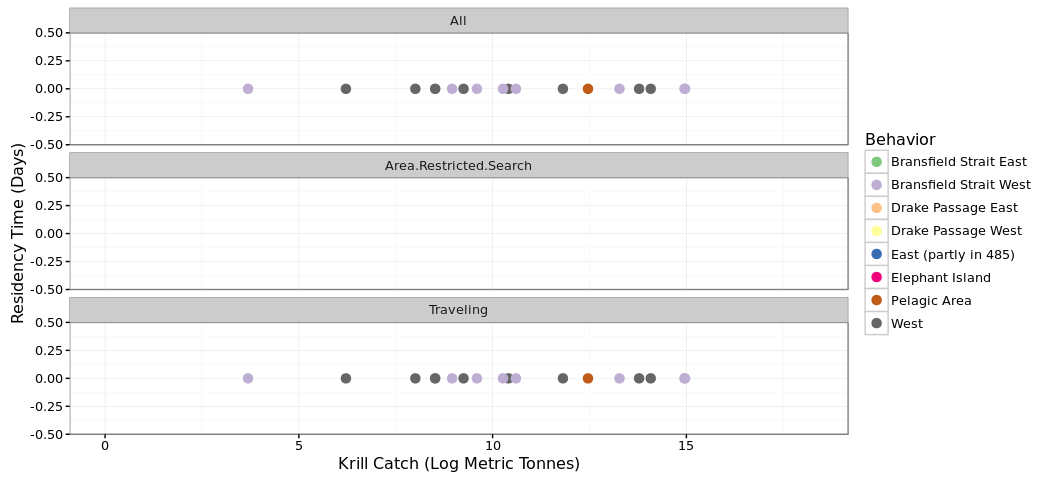 All
0.50
0.25
0.00
-0.25
-0.50
Area.Restricted.Search
0.50
0.25
0.00
-0.25
-0.50
Traveling
0.50
0.25
0.00
-0.25
-0.50
0 5 10 15
Krill Catch (Log Metric Tonnes)
Residency Time (Days)
Behavior
Bransfield Strait East
Bransfield Strait West
Drake Passage East
Drake Passage West
East (partly in 485)
Elephant Island
Pelagic Area
West